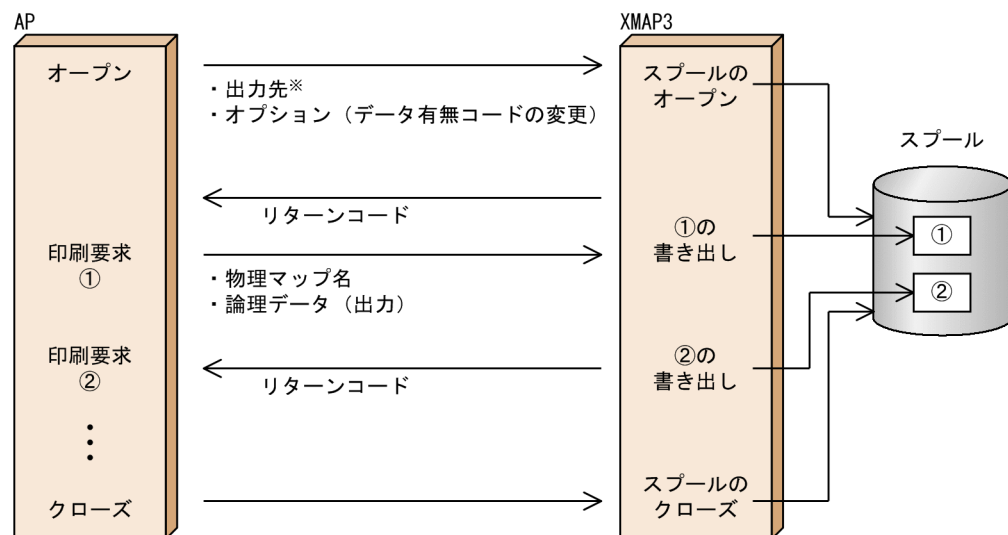 AP
XMAP3
オープン
・出力先※
・オプション（データ有無コードの変更）
スプールの
オープン
スプール
リターンコード
①の
書き出し
①
印刷要求
①
・物理マップ名
・論理データ（出力）
②
印刷要求
②
リターンコード
②の
書き出し
・
・
・
クローズ
スプールの
クローズ